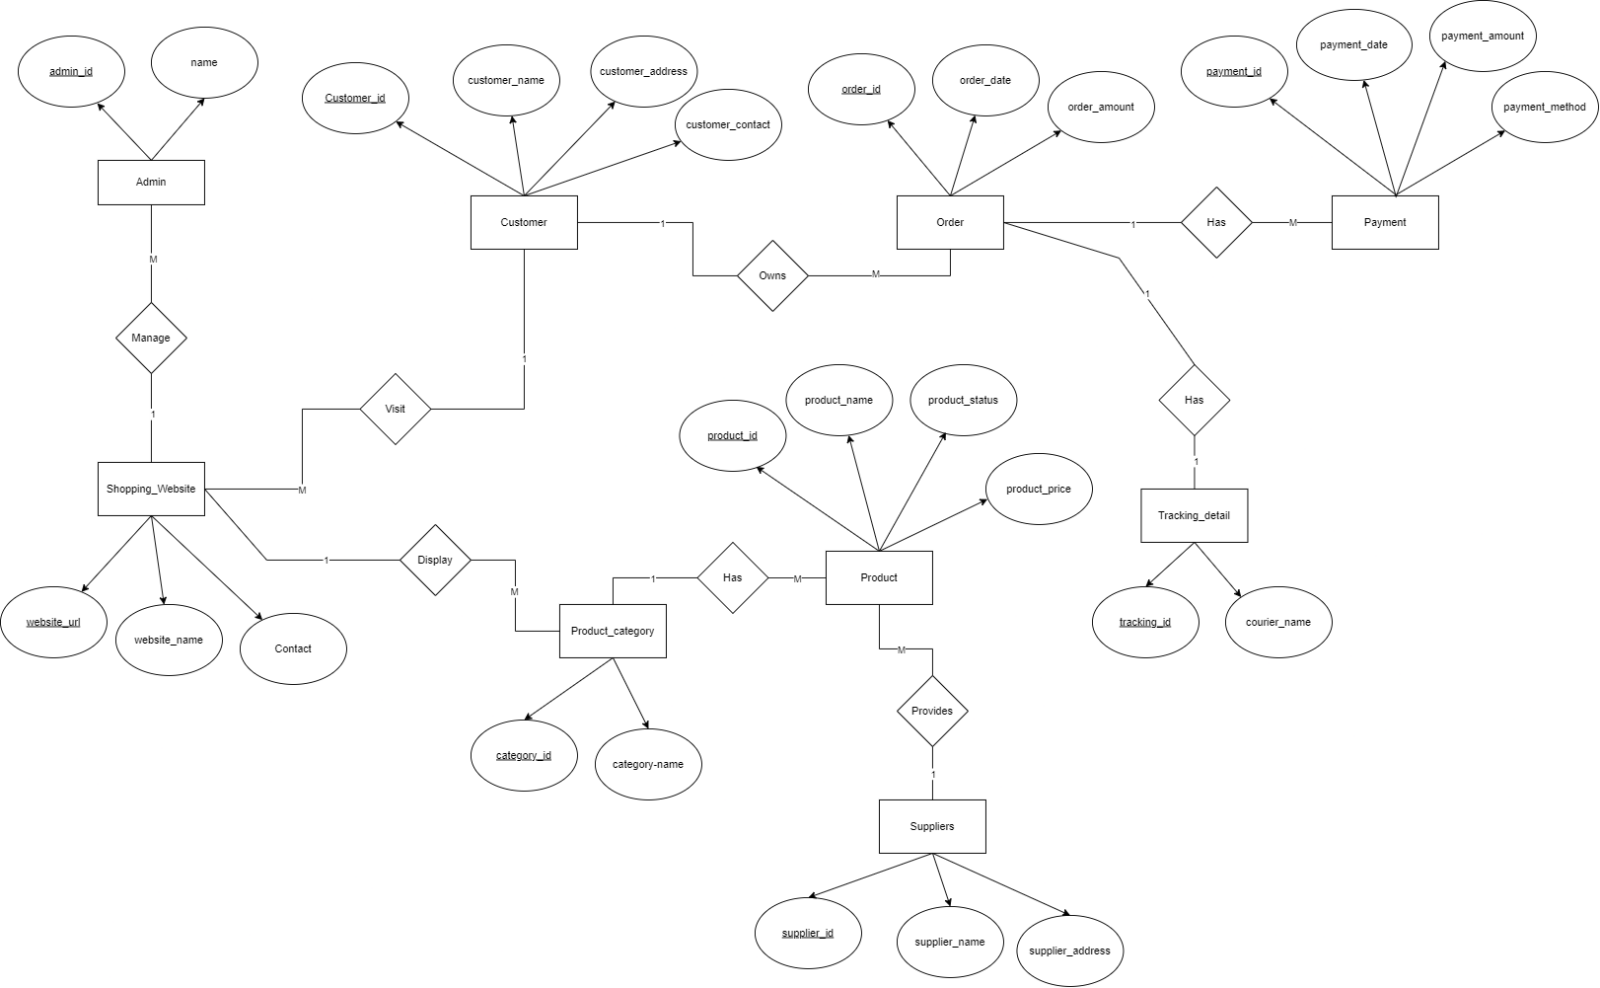 admin_id
name
Customer_id
customer_name
customer_address
customer_contact
order_id
order_date
order_amount
payment_id
payment_date
payment_amount
payment_method
Admin
Customer
Order
Payment
1
1
Has
M
M
Owns
M
Manage
1
1
1
Visit
Has
product_id
product_name
product_status
product_price
1
M
Shopping_Website
1
Tracking_detail
1
Display
M
1
Has
M
Product
website_url
website_name
Contact
Product_category
tracking_id
courier_name
M
Provides
category_id
category-name
1
Suppliers
supplier_id
supplier_name
supplier_address